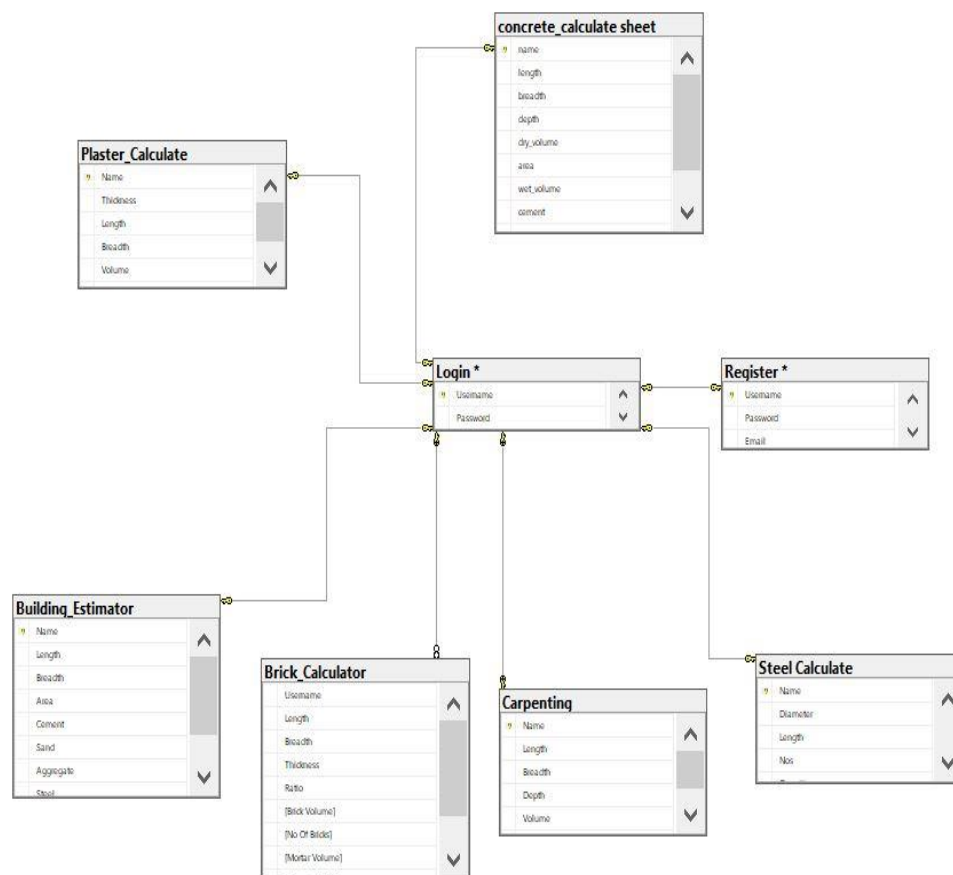 concrete_calculate sheet
name
length
breadth
depth
dry_volume
area
wet_volume
cement
Plaster_Calculate
Name
Thickness
Length
Breadth
Volume
Login *
Username
Password
Register *
Username
Password
Email
Building_Estimator
Name
Length
Breadth
Area
Cement
Sand
Aggregate
Steel
Brick_Calculator
Username
Length
Breadth
Thickness
Ratio
[Brick Volume]
[No Of Bricks]
[Mortar Volume]
Carpenting
Name
Length
Breadth
Depth
Volume
Steel Calculate
Name
Diameter
Length
Nos